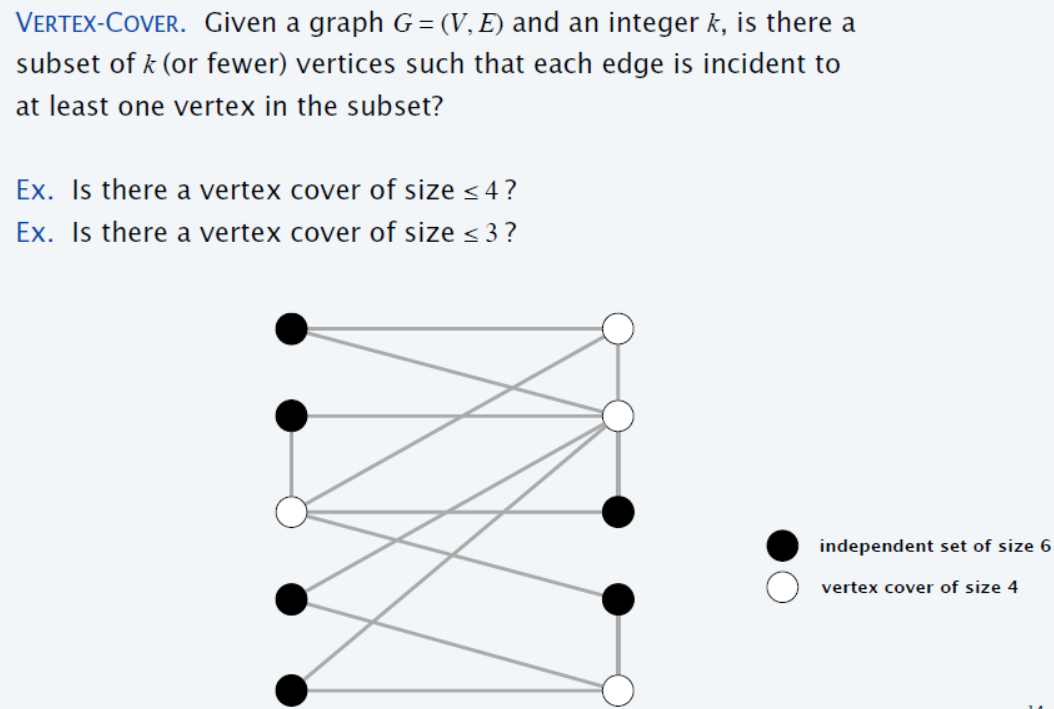 VERTEX-COVER. Given a graph G = (V, E) and an integer k, is there a
subset of k (or fewer) vertices such that each edge is incident to
at least one vertex in the subset?
Ex. Is there a vertex cover of size ≤ 4 ?
Ex. Is there a vertex cover of size ≤ 3 ?
independent set of size 6
vertex cover of size 4